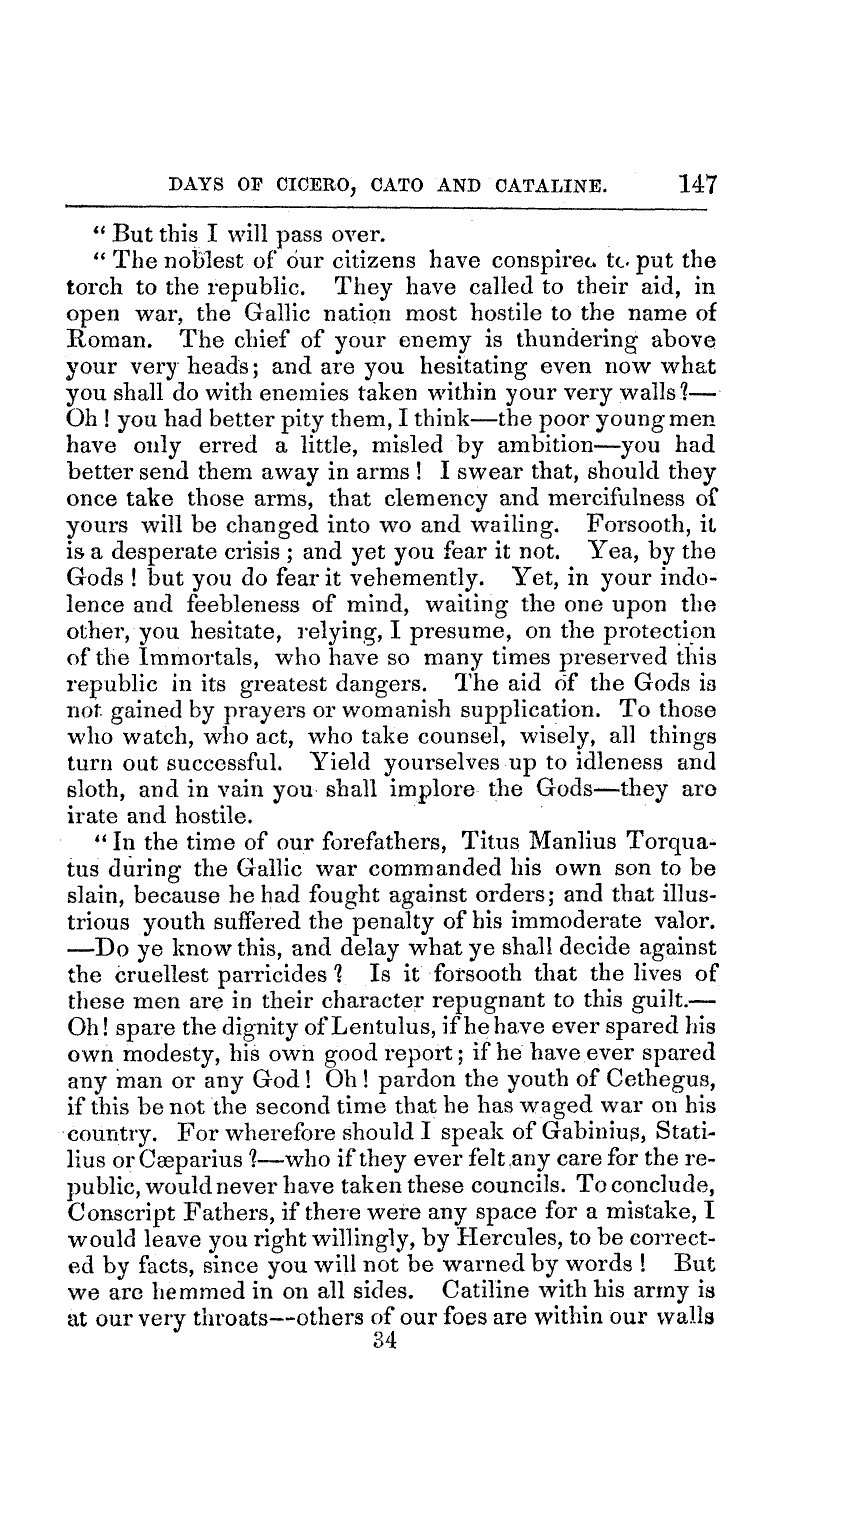 DAYS OF CICERO, CATO AND CATALINE. 147
“ But this I will pass over.
“ The noblest of our citizens have conspired to put the
torch to the republic. They have called to their aid, in
open war, the Gallic nation most hostile to the name of
Roman. The chief of your enemy is thundering above
your very heads; and are you hesitating even now what
you shall do with enemies taken within your very walls?—
Oh! you had better pity them, I think—the poor young men
have only erred a little, misled by ambition—you had
better send them away in arms! I swear that, should they
once take those arms, that clemency and mercifulness of
yours will be changed into wo and wailing. Forsooth, it
is a desperate crisis; and yet you fear it not. Yea, by the
Gods! but you do fear it vehemently. Yet, in your indo-
lence and feebleness of mind, waiting the one upon the
other, you hesitate, relying, I presume, on the protection
of the Immortals, who have so many times preserved this
republic in its greatest dangers. The aid of the Gods is
not gained by prayers or womanish supplication. To those
who watch, who act, who take counsel, wisely, all things
turn out successful. Yield yourselves up to idleness and
sloth, and in vain you shall implore the Gods—they are
irate and hostile.
“ In the time of our forefathers, Titus Manlius Torqua-
tus during the Gallic war commanded his own son to be
slain, because he had fought against orders; and that illus-
trious youth suffered the penalty of his immoderate valor.
—Do ye know this, and delay what ye shall decide against
the cruellest parricides? Is it forsooth that the lives of
these men are in their character repugnant to this guilt.—
Oh! spare the dignity of Lentulus, if he have ever spared his
own modesty, his own good report; if he have ever spared
any man or any God! Oh! pardon the youth of Cethegus,
if this be not the second time that he has waged war on his
country. For wherefore should I speak of Gabinius, Stati-
lius or Cæparius?—who if they ever felt any care for the re-
public, would never have taken these councils. To conclude,
Conscript Fathers, if there were any space for a mistake, I
would leave you right willingly, by Hercules, to be correct-
ed by facts, since you will not be warned by words! But
we are hemmed in on all sides. Catiline with his army is
at our very throats--others of our foes are within our walls
34